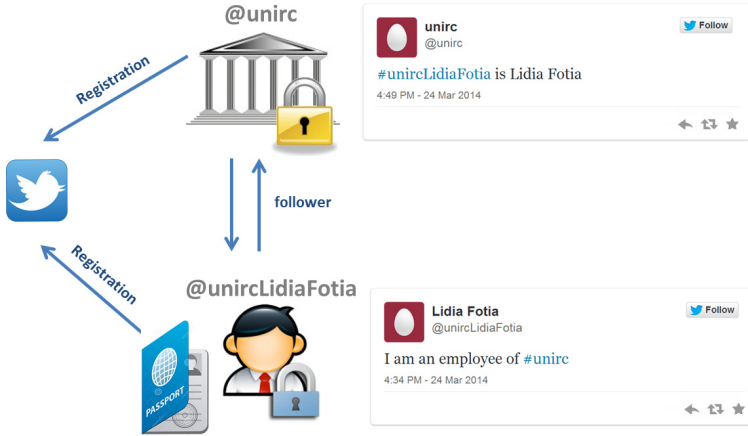 @unirc
unirc
@unirc
Follow
#unircLidiaFotia is Lidia Fotia
4:49 PM - 24 Mar 2014
Registration
follower
Registration
@unircLidiaFotia
PASSPORT
Lidia Fotia
@unircLidiaFotia
Follow
I am an employee of #unirc
4:34 PM - 24 Mar 2014